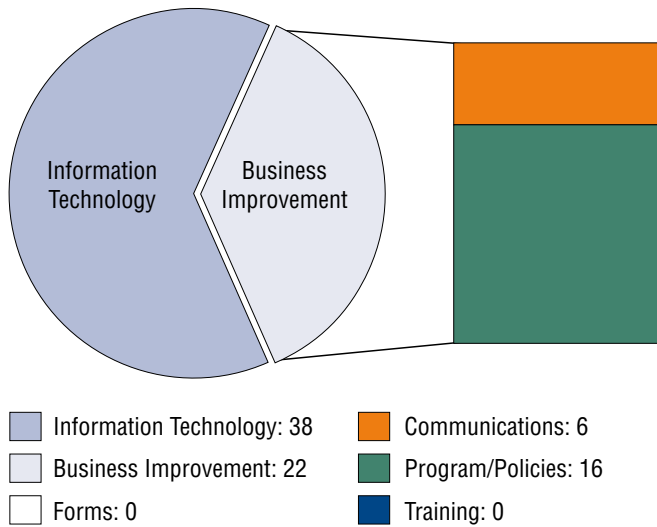 Information
Technology
Business
Improvement
Information Technology: 38
Business Improvement: 22
Forms: 0
Communications: 6
Program/Policies: 16
Training: 0